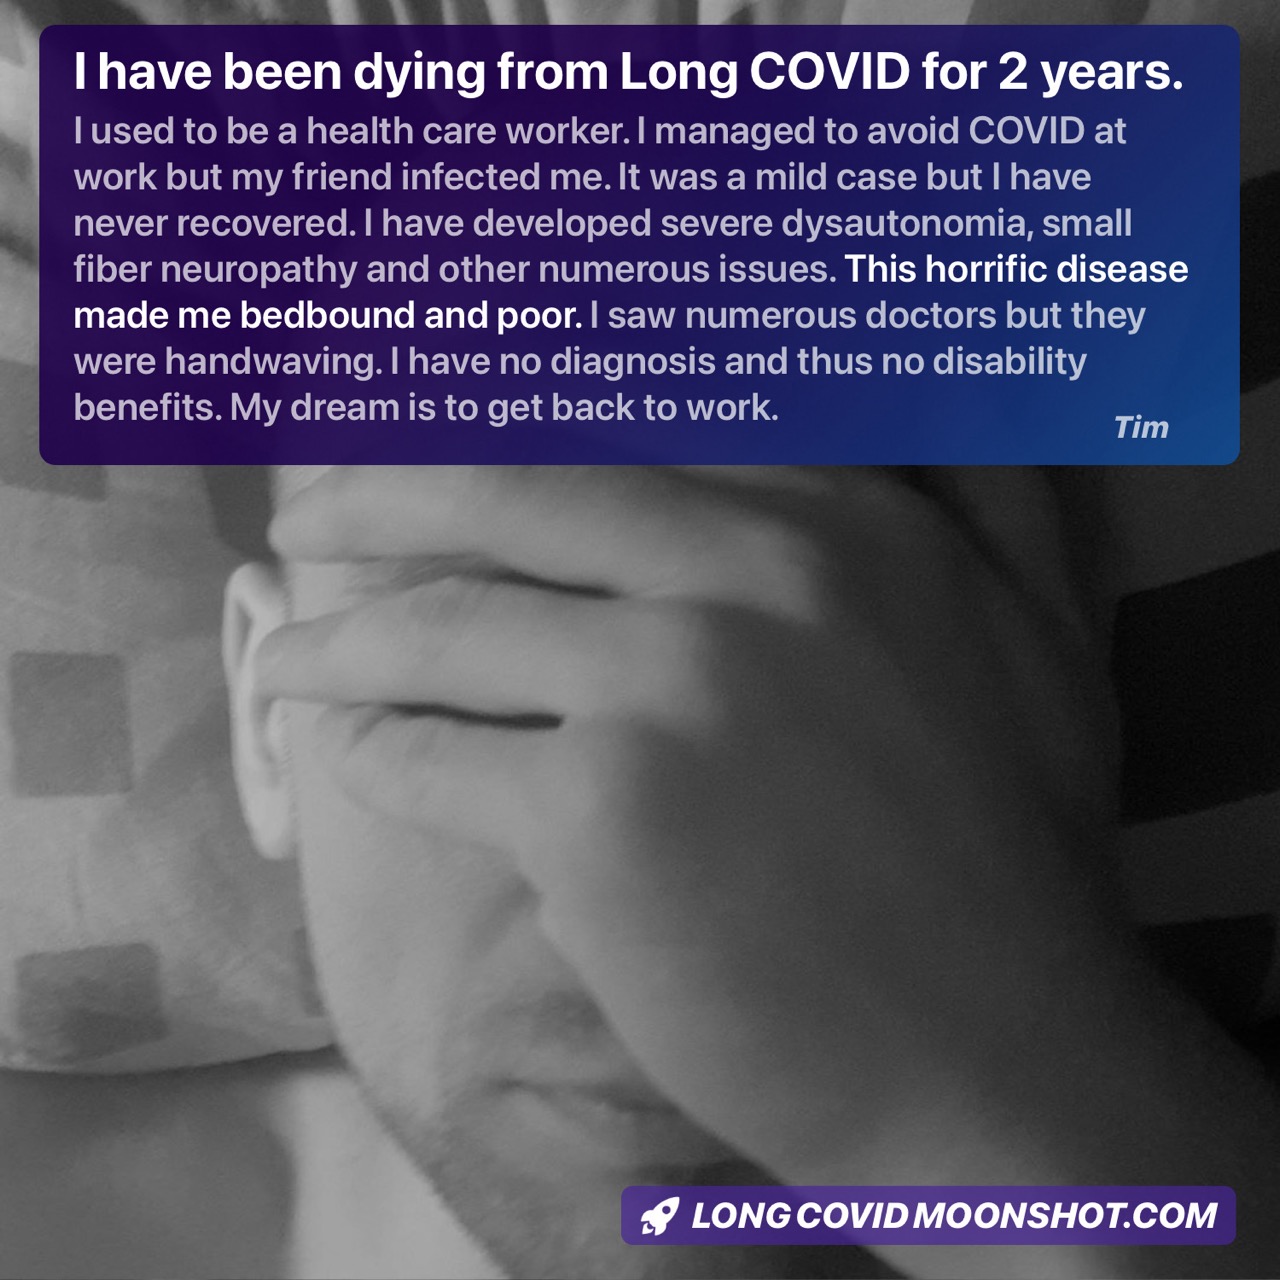 I have been dying from Long COVID for 2 years.
I used to be a health care worker. I managed to avoid COVID at
work but my friend infected me. It was a mild case but I have
never recovered. I have developed severe dysautonomia, small
fiber neuropathy and other numerous issues. This horrific disease
made me bedbound and poor. I saw numerous doctors but they
were handwaving. I have no diagnosis and thus no disability
benefits. My dream is to get back to work.
Tim
LONG COVID MOONSHOT.COM